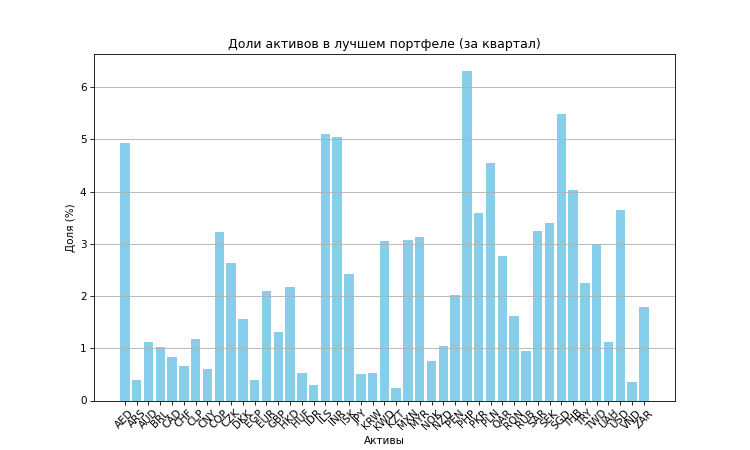 Доли активов в лучшем портфеле (за квартал)
6
5
4
3
2
1
0
Доля (%)
AED
ARS
AUD
BRL
CAD
CHF
CLP
CNY
COP
CZK
DKK
EGP
EUR
GBP
HKD
HUF
IDR
ILS
INR
ISK
JPY
KRW
KWD
KZT
MXN
MYR
NOK
NZD
PEN
PHP
PKR
PLN
QAR
RON
RUB
SAR
SEK
SGD
THB
TRY
TWD
UAH
USD
VND
ZAR
Активы